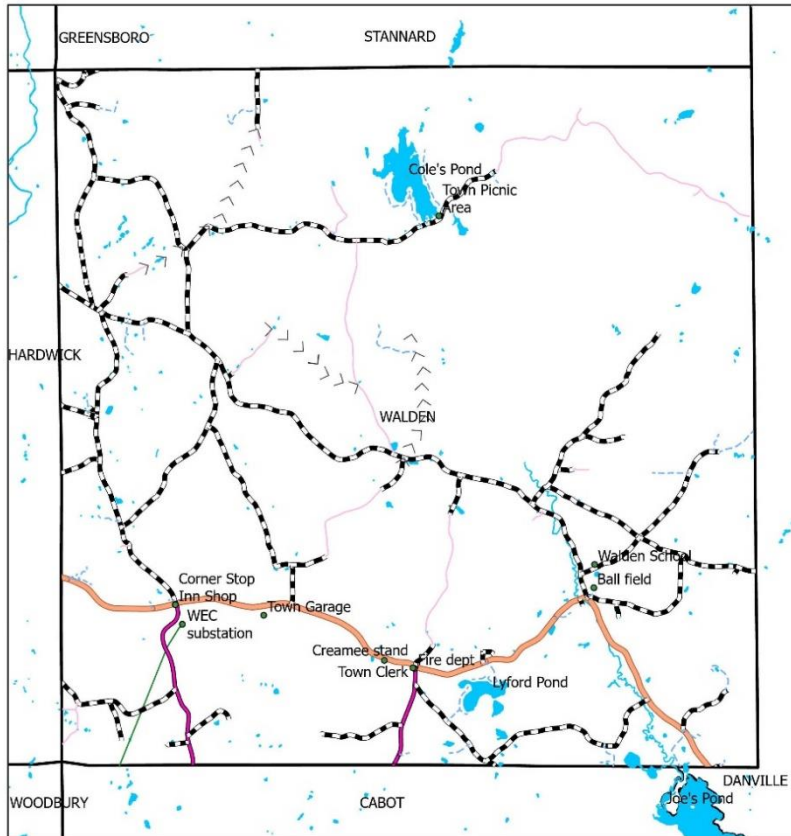 GREENSBORO
STANNARD
Cole's Pond
Town Picnic
Area
HARDWICK
WALDEN
Walden School
Ball field
Corner Stop
Inn Shop
Town Garage
WEC
substation
Creamee stand
Fire dept
Town Clerk
Lyford Pond
DANVILLE
WOODBURY
CABOT
Joe's Pond